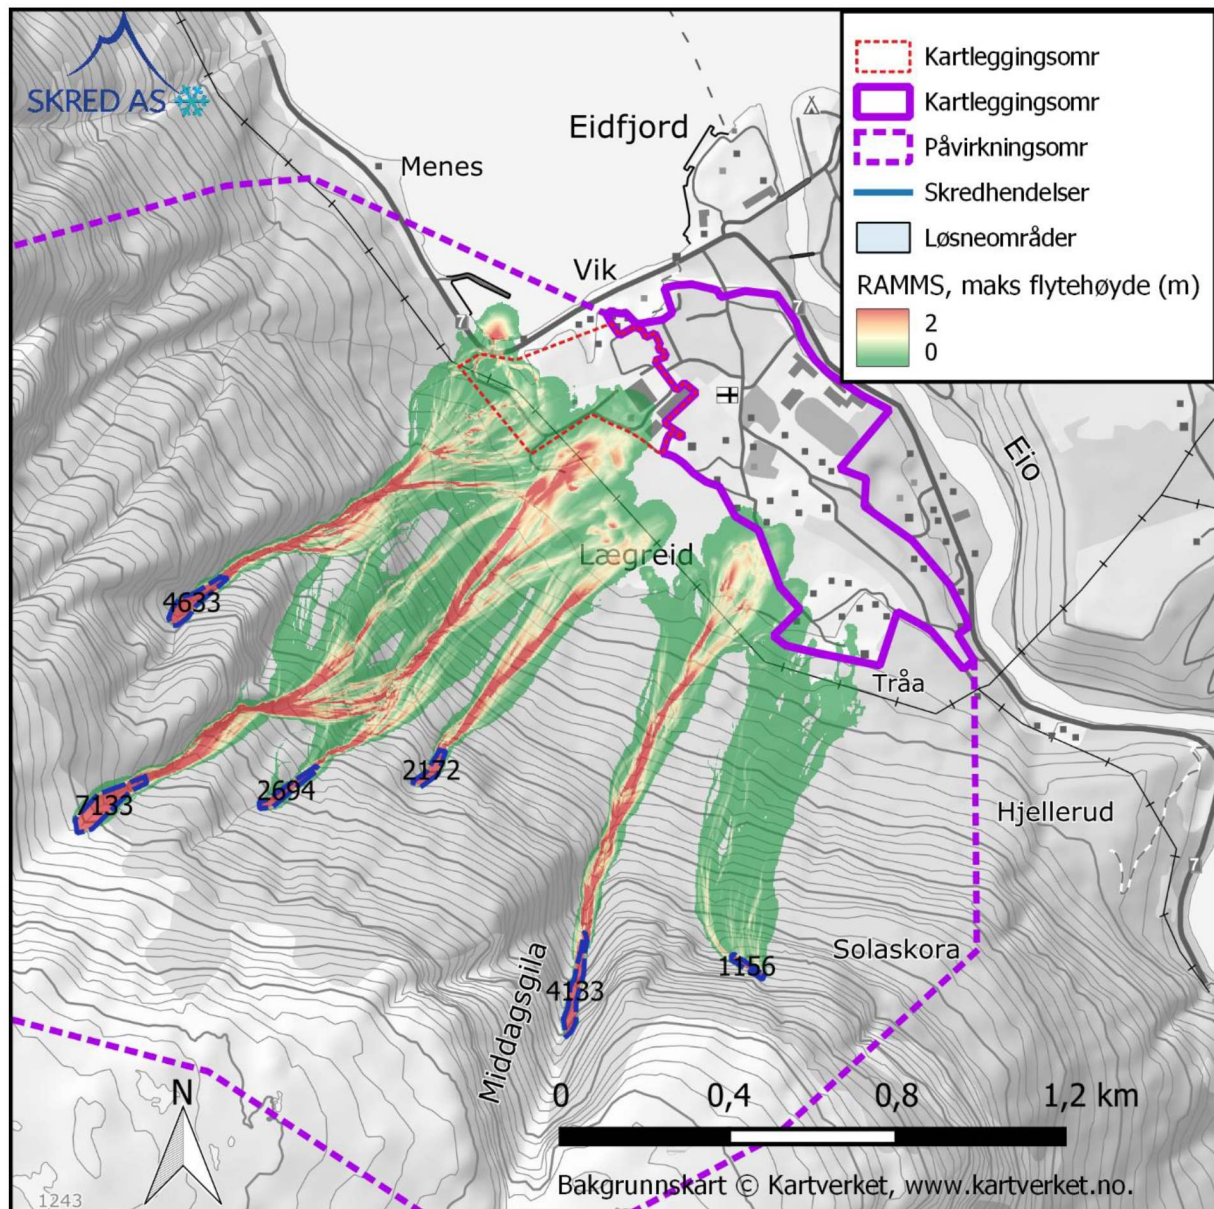 SKRED AS
Menes
Eidfjord
Vik
7
7
Kartleggingsomr
Kartleggingsomr
Påvirkningsomr
Skredhendelser
Løsneområder
RAMMS, maks flytehøyde (m)
2
0
Eio
Lægreid
4633
Tråa
7133
2694
2172
Hjellerud
7
Solaskora
1156
4133
Middagsgila
N
0
0,4
0,8
1,2 km
Bakgrunnskart © Kartverket, www.kartverket.no.
1243